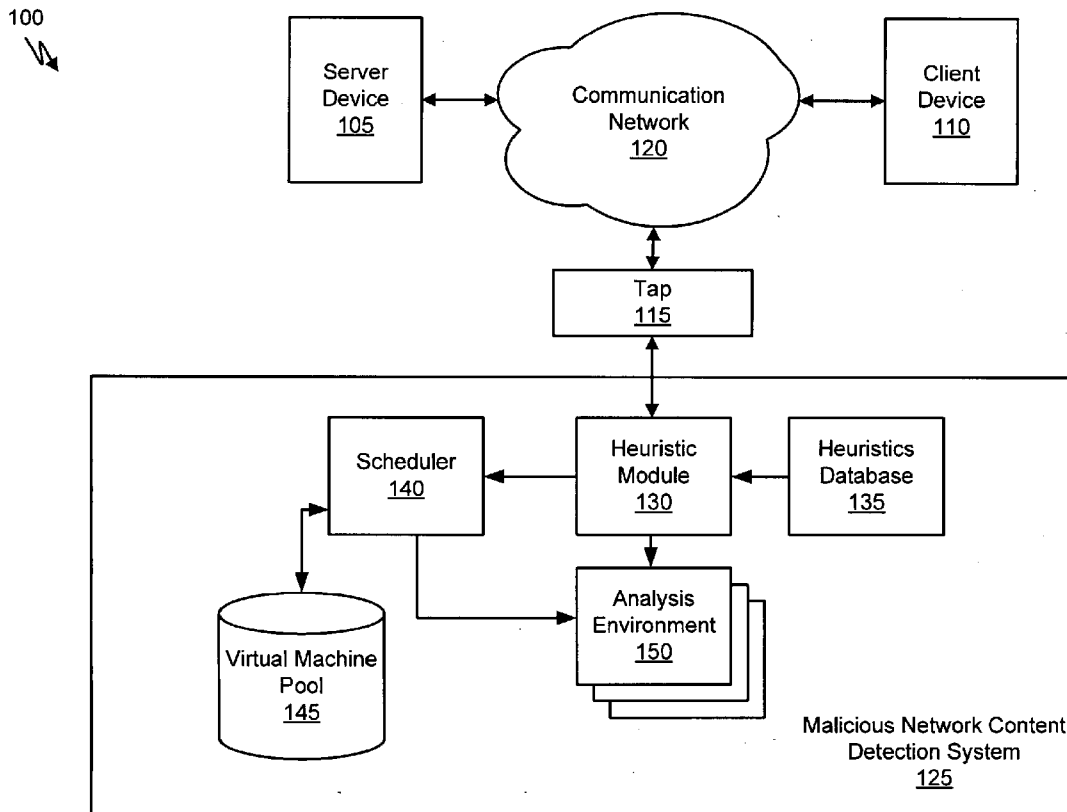 100
Server
Device
105
Communication
Network
120
Client
Device
110
Tap
115
Scheduler
140
Heuristic
Module
130
Heuristics
Database
135
Virtual Machine
Pool
145
Analysis
Environment
150
Malicious Network Content
Detection System
125